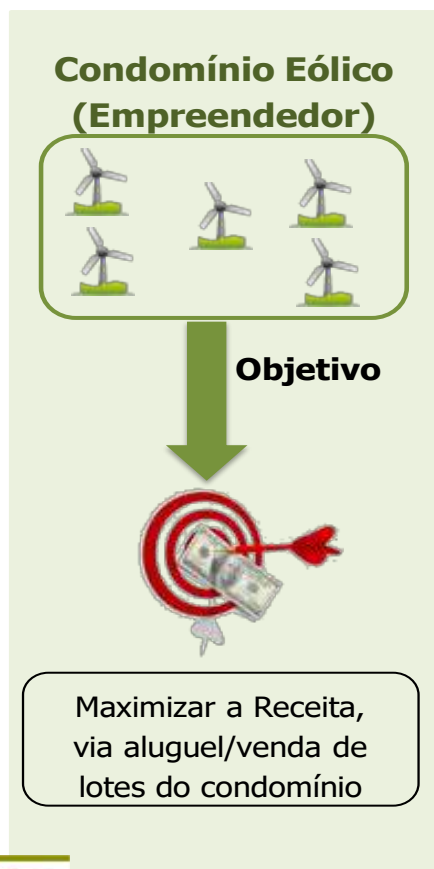 Condomínio Eólico
(Empreendedor)
Objetivo
Maximizar a Receita,
via aluguel/venda de
lotes do condomínio